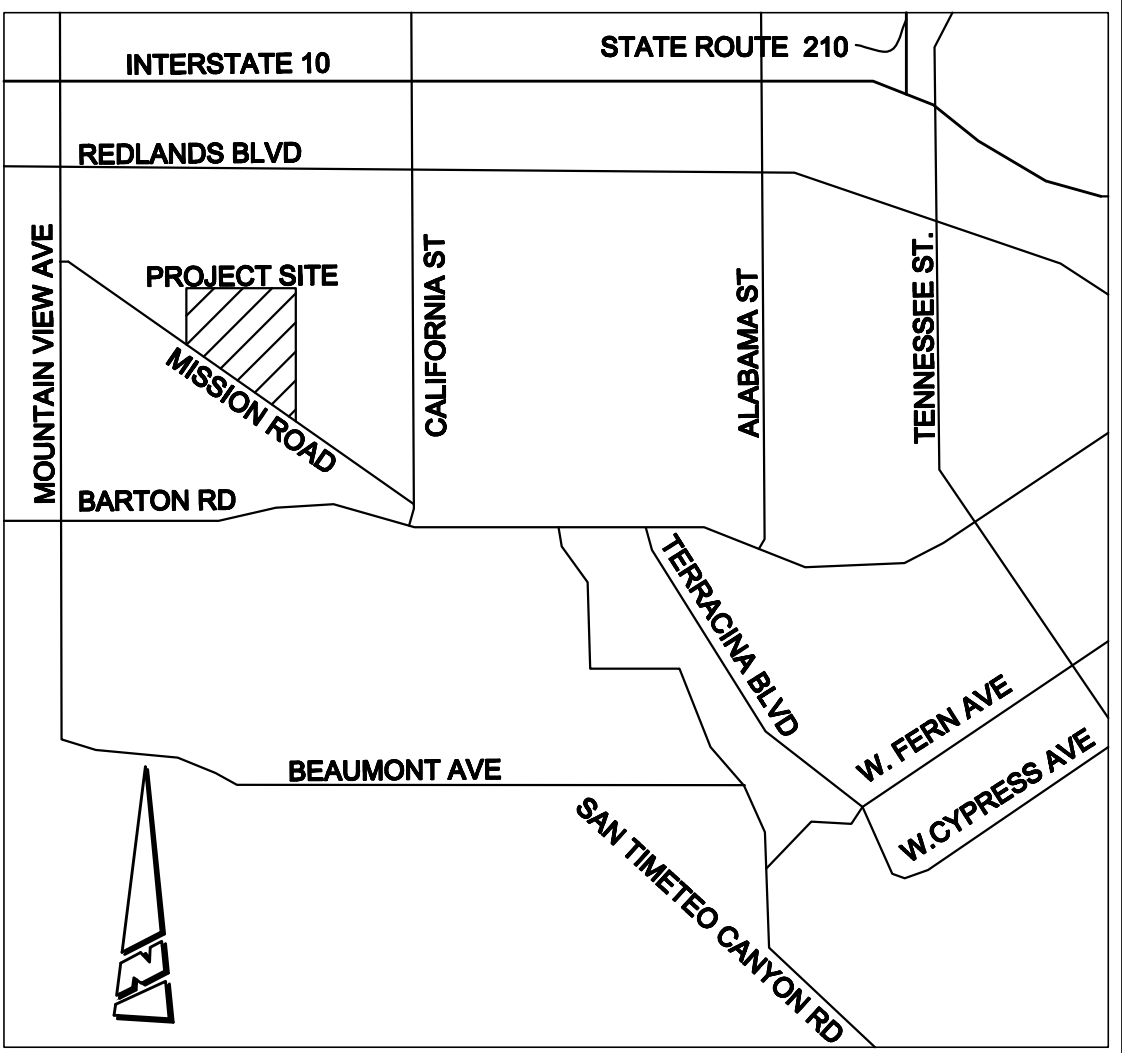 STATE ROUTE 210
INTERSTATE 10
REDLANDS BLVD
MOUNTAIN VIEW AVE
PROJECT SITE
CALIFORNIA ST
ALABAMA ST
TENNESSEE ST.
MISSION ROAD
BARTON RD
TERRACINA BLVD
W. FERN AVE
W.CYPRESS AVE
BEAUMONT AVE
SAN TIMETEO CANYON RD
N